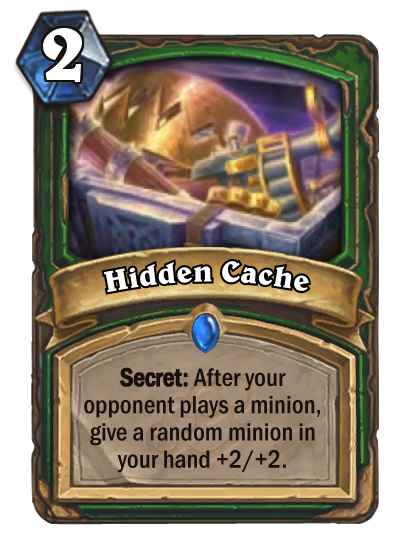 2
Hidden Cache
Secret: After your
opponent plays a minion,
give a random minion in
your hand +2/+2.